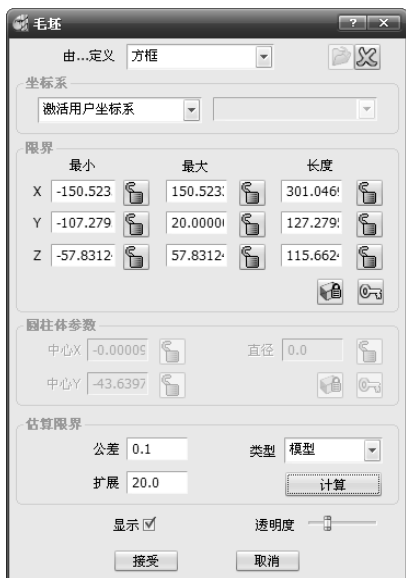 毛坯
由...定义 方框
坐标系
激活用户坐标系
限界
最小 最大 长度
X -150.523 150.523 301.046
Y -107.279 20.0000 127.279
Z -57.8312 57.8312 115.662
圆柱体参数
中心X -0.00009 直径 0.0
中心Y -43.6397
估算限界
公差 0.1 类型 模型
扩展 20.0 计算
显示 透明度
接受 取消